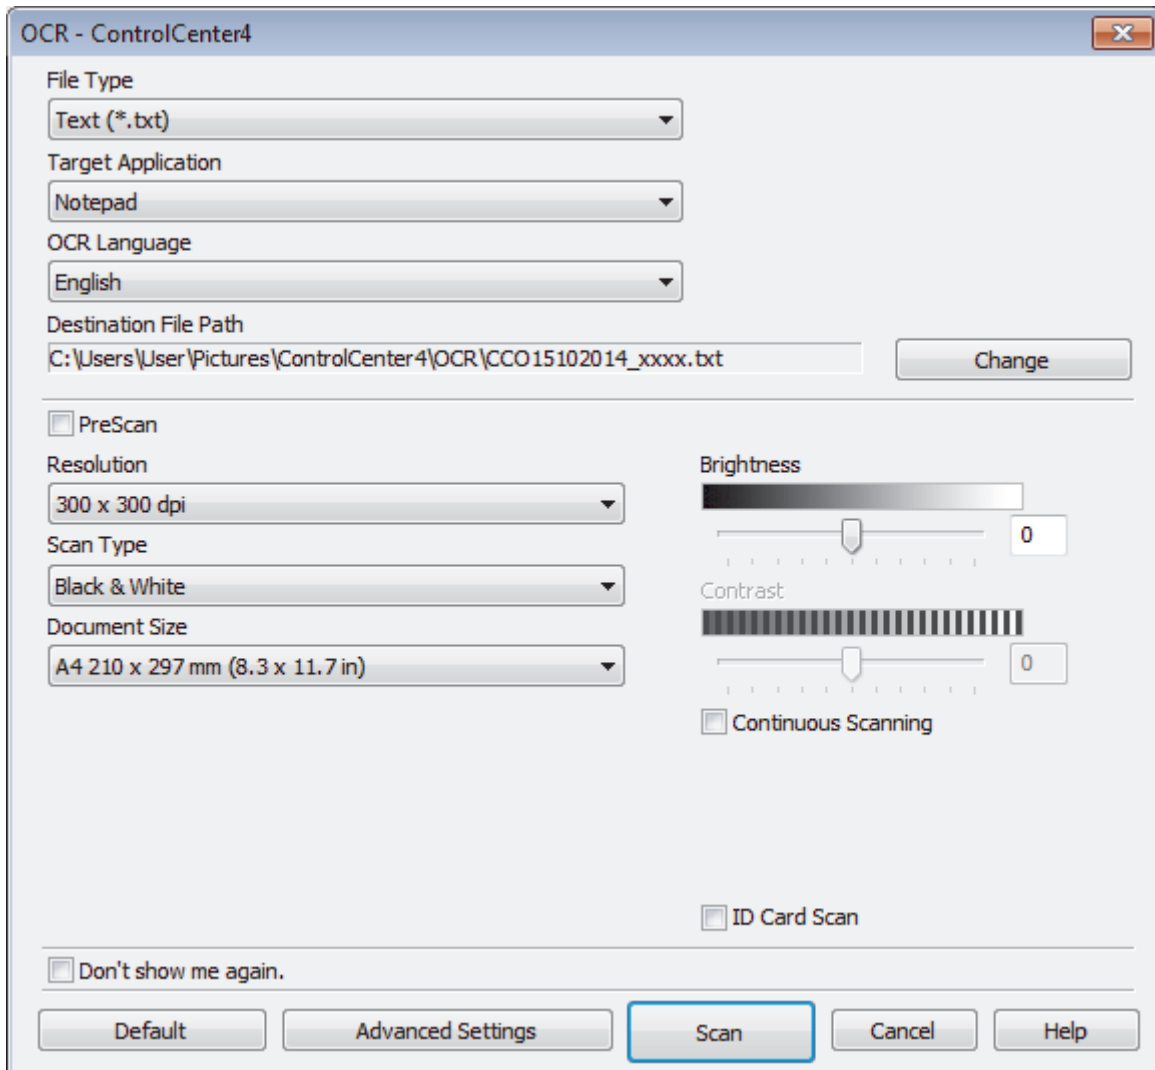 OCR - ControlCenter4
File Type
Text (*.txt)
Target Application
Notepad
OCR Language
English
Destination File Path
C:\Users\User\Pictures\ControlCenter4\OCR\CCO15102014_xxxx.txt
Change
PreScan
Resolution
300 x 300 dpi
Scan Type
Black & White
Document Size
A4 210 x 297 mm (8.3 x 11.7 in)
Brightness
0
Contrast
0
Continuous Scanning
ID Card Scan
Don't show me again.
Default
Advanced Settings
Scan
Cancel
Help